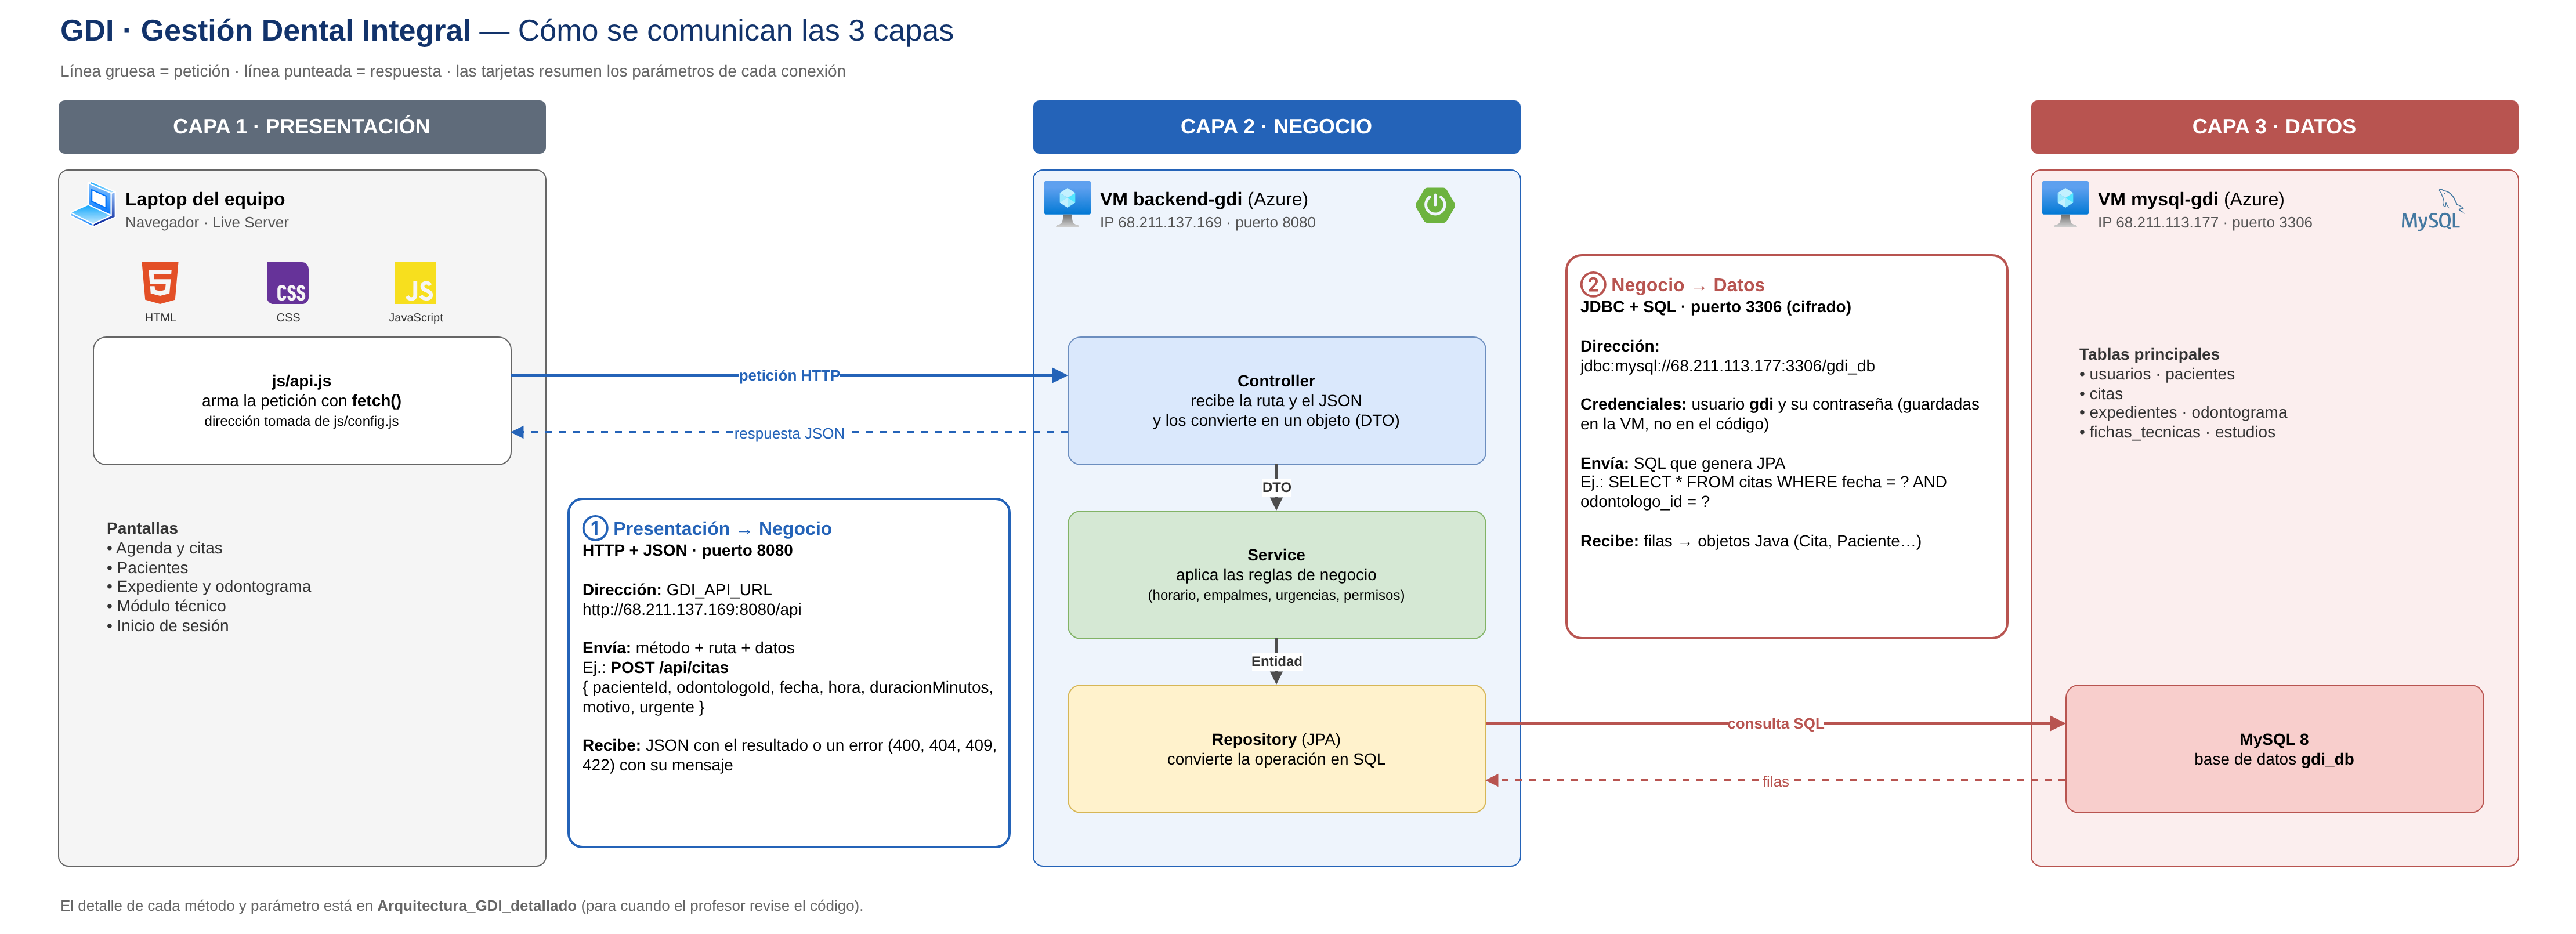 GDI · Gestión Dental Integral — Cómo se comunican las 3 capas
Línea gruesa = petición · línea punteada = respuesta · las tarjetas resumen los parámetros de cada conexión
CAPA 1 · PRESENTACIÓN
Laptop del equipo
Navegador · Live Server
HTML
CSS
CSS
JS
JavaScript
js/api.js
arma la petición con fetch()
dirección tomada de js/config.js
Pantallas
• Agenda y citas
• Pacientes
• Expediente y odontograma
• Módulo técnico
• Inicio de sesión
petición HTTP
respuesta JSON
① Presentación → Negocio
HTTP + JSON · puerto 8080
Dirección: GDI_API_URL
http://68.211.137.169:8080/api
Envía: método + ruta + datos
Ej.: POST /api/citas
{ pacienteId, odontologoId, fecha, hora, duracionMinutos,
motivo, urgente }
Recibe: JSON con el resultado o un error (400, 404, 409,
422) con su mensaje
CAPA 2 · NEGOCIO
VM backend-gdi (Azure)
IP 68.211.137.169 · puerto 8080
Controller
recibe la ruta y el JSON
y los convierte en un objeto (DTO)
DTO
Service
aplica las reglas de negocio
(horario, empalmes, urgencias, permisos)
Entidad
Repository (JPA)
convierte la operación en SQL
② Negocio → Datos
JDBC + SQL · puerto 3306 (cifrado)
Dirección:
jdbc:mysql://68.211.113.177:3306/gdi_db
Credenciales: usuario gdi y su contraseña (guardadas
en la VM, no en el código)
Envía: SQL que genera JPA
Ej.: SELECT * FROM citas WHERE fecha = ? AND
odontologo_id = ?
Recibe: filas → objetos Java (Cita, Paciente…)
consulta SQL
filas
CAPA 3 · DATOS
VM mysql-gdi (Azure)
IP 68.211.113.177 · puerto 3306
MySQL
Tablas principales
• usuarios · pacientes
• citas
• expedientes · odontograma
• fichas_tecnicas · estudios
MySQL 8
base de datos gdi_db
El detalle de cada método y parámetro está en Arquitectura_GDI_detallado (para cuando el profesor revise el código).